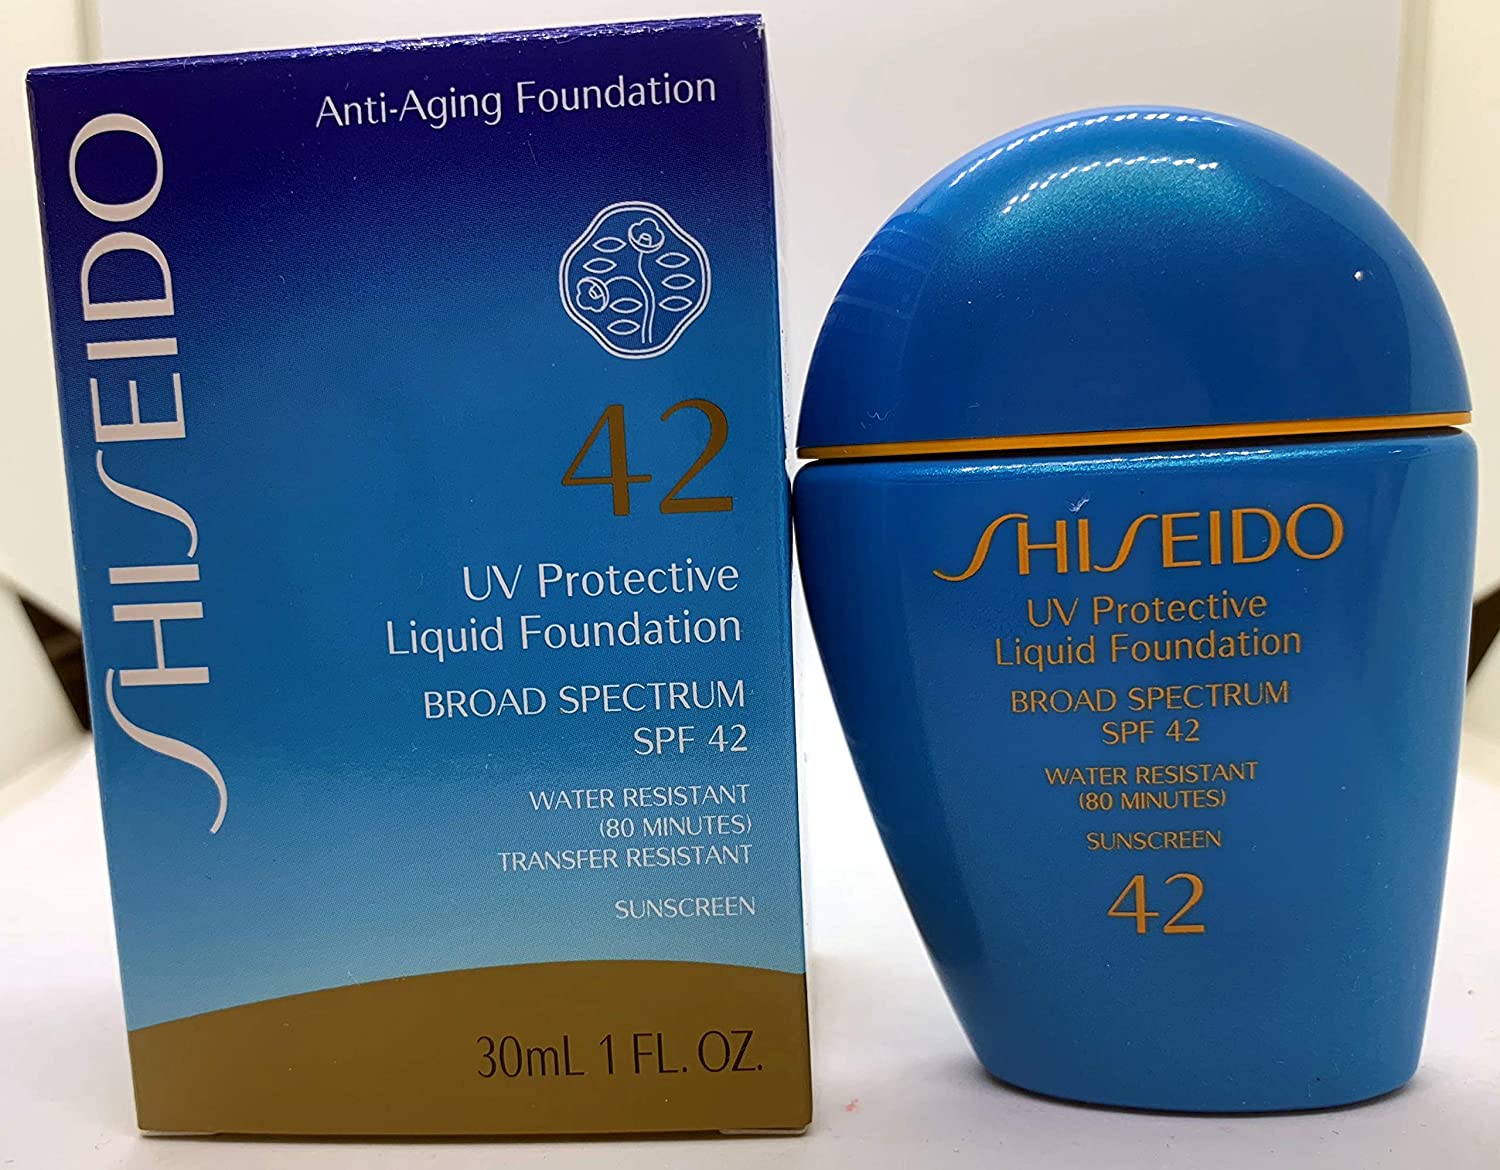 Anti-Aging Foundation
SHISEIDO
42
UV Protective
Liquid Foundation
BROAD SPECTRUM
SPF 42
WATER RESISTANT
(80 MINUTES)
TRANSFER RESISTANT
SUNSCREEN
30mL 1 FL. OZ.
SHISEIDO
UV Protective
Liquid Foundation
BROAD SPECTRUM
SPF 42
WATER RESISTANT
(80 MINUTES)
SUNSCREEN
42